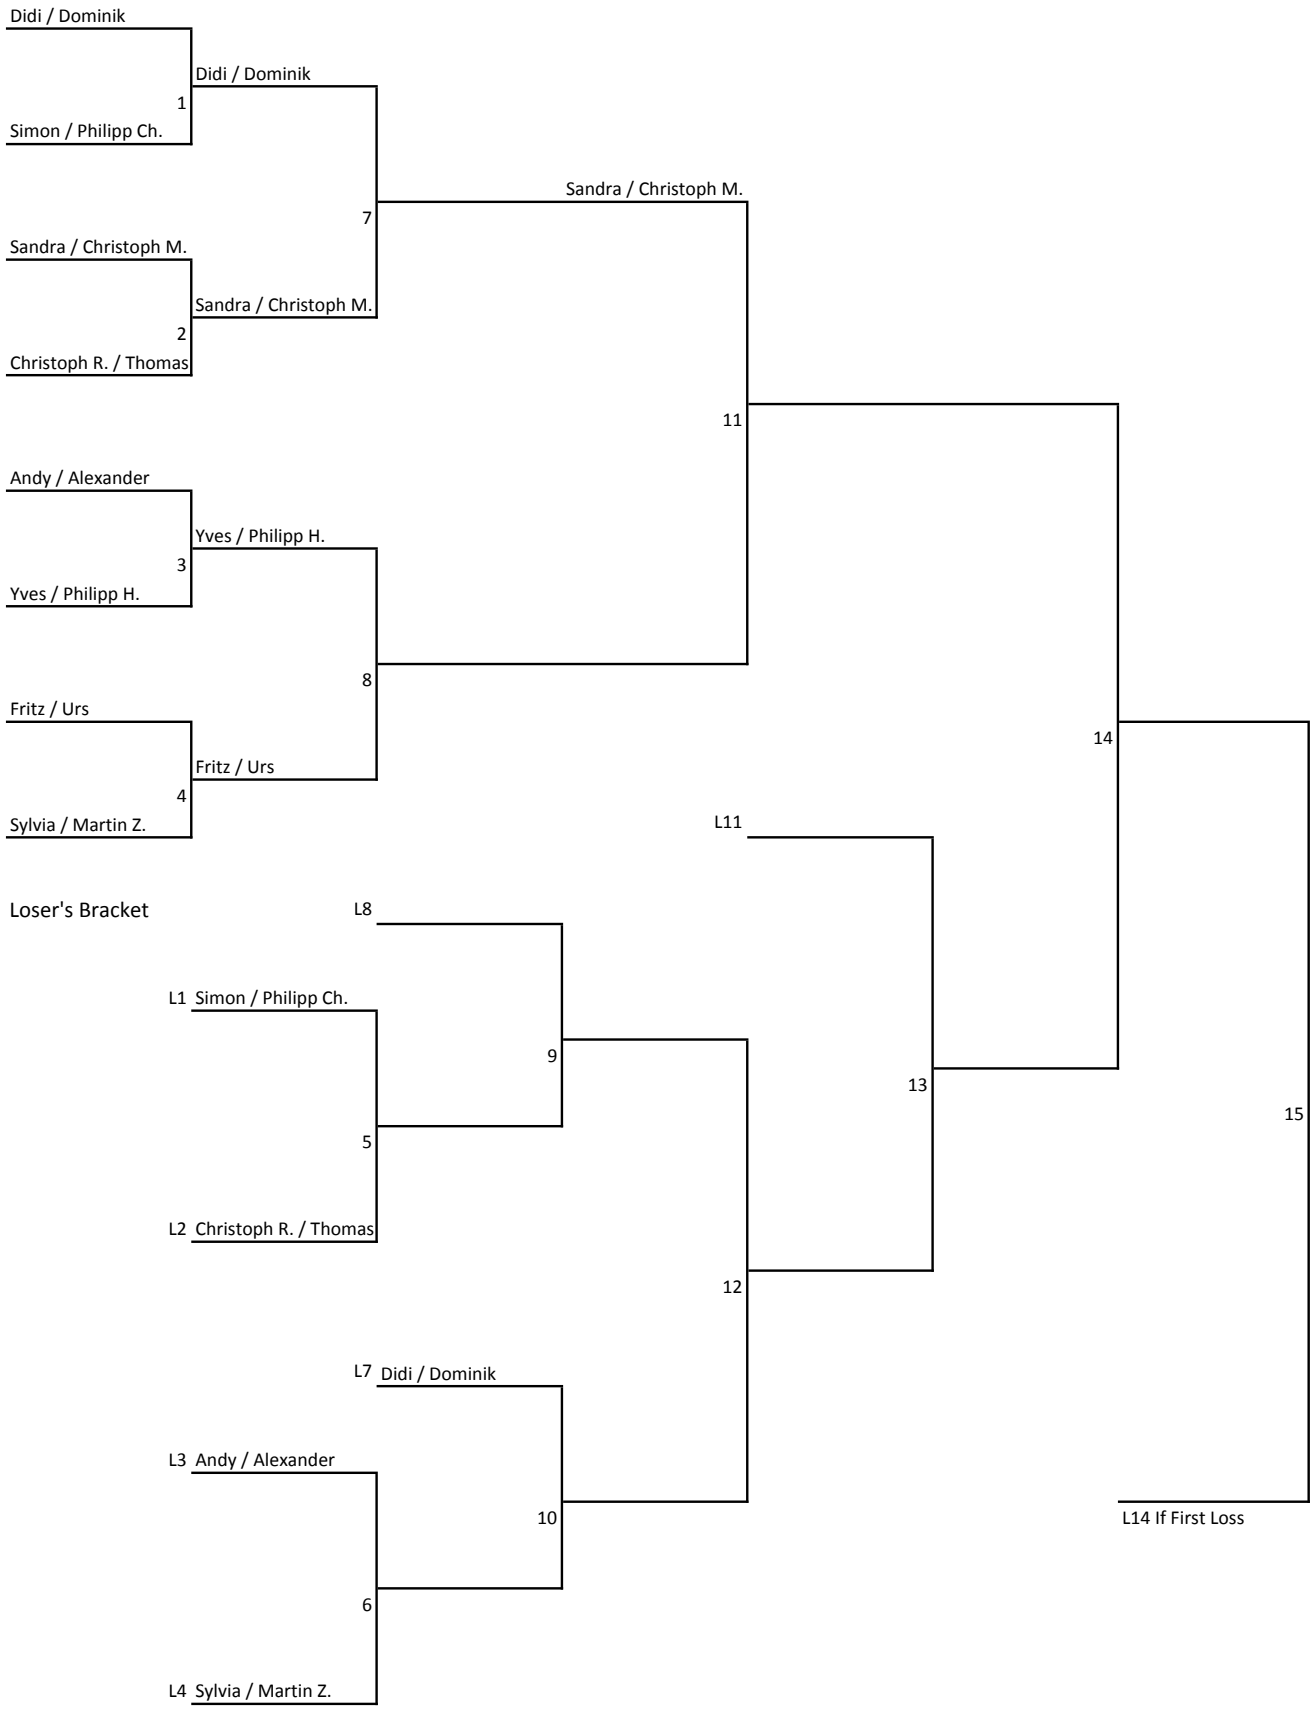 Didi / Dominik
Didi / Dominik
1
Simon / Philipp Ch.
Sandra / Christoph M.
7
Sandra / Christoph M.
Sandra / Christoph M.
2
Christoph R. / Thomas
11
Andy / Alexander
Yves / Philipp H.
3
Yves / Philipp H.
8
Fritz / Urs
14
Fritz / Urs
4
Sylvia / Martin Z.
L11
Loser's Bracket
L8
L1 Simon / Philipp Ch.
9
13
15
5
L2 Christoph R. / Thomas
12
L7 Didi / Dominik
L3 Andy / Alexander
10
L14 If First Loss
6
L4 Sylvia / Martin Z.